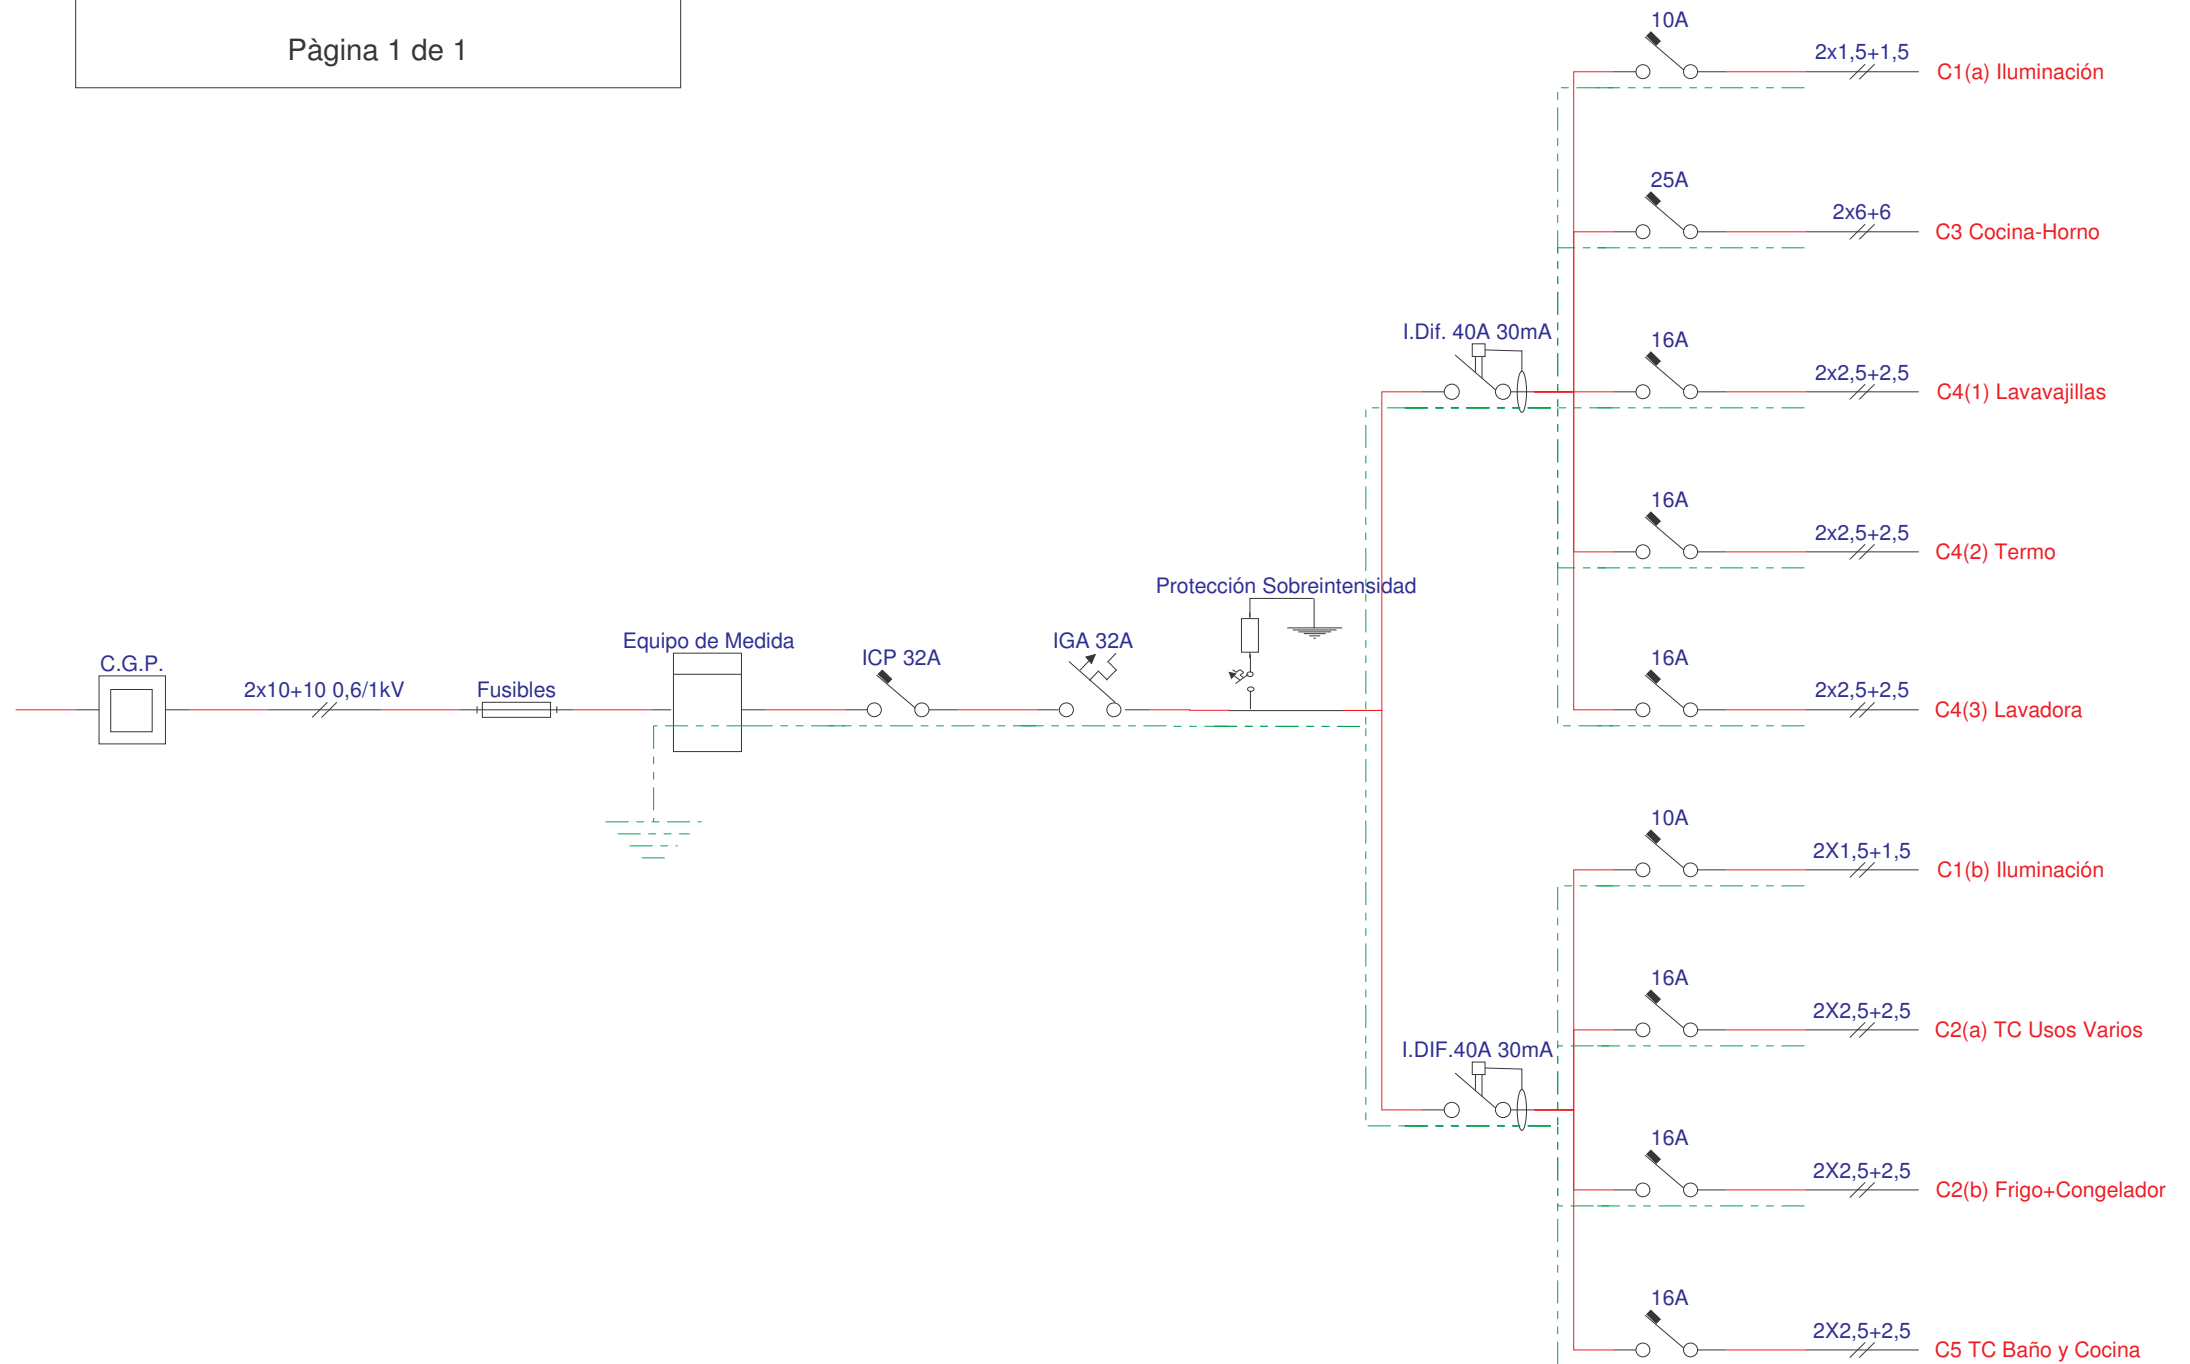 Pàgina 1 de 1
10A
2x1,5+1,5
C1(a) Iluminación
25A
2x6+6
C3 Cocina-Horno
I.Dif. 40A 30mA
16A
2x2,5+2,5
C4(1) Lavavajillas
16A
2x2,5+2,5
C4(2) Termo
Protección Sobreintensidad
C.G.P.
2x10+10 0,6/1kV
Fusibles
Equipo de Medida
ICP 32A
IGA 32A
16A
2x2,5+2,5
C4(3) Lavadora
10A
2X1,5+1,5
C1(b) Iluminación
16A
2X2,5+2,5
C2(a) TC Usos Varios
I.DIF.40A 30mA
16A
2X2,5+2,5
C2(b) Frigo+Congelador
16A
2X2,5+2,5
C5 TC Baño y Cocina